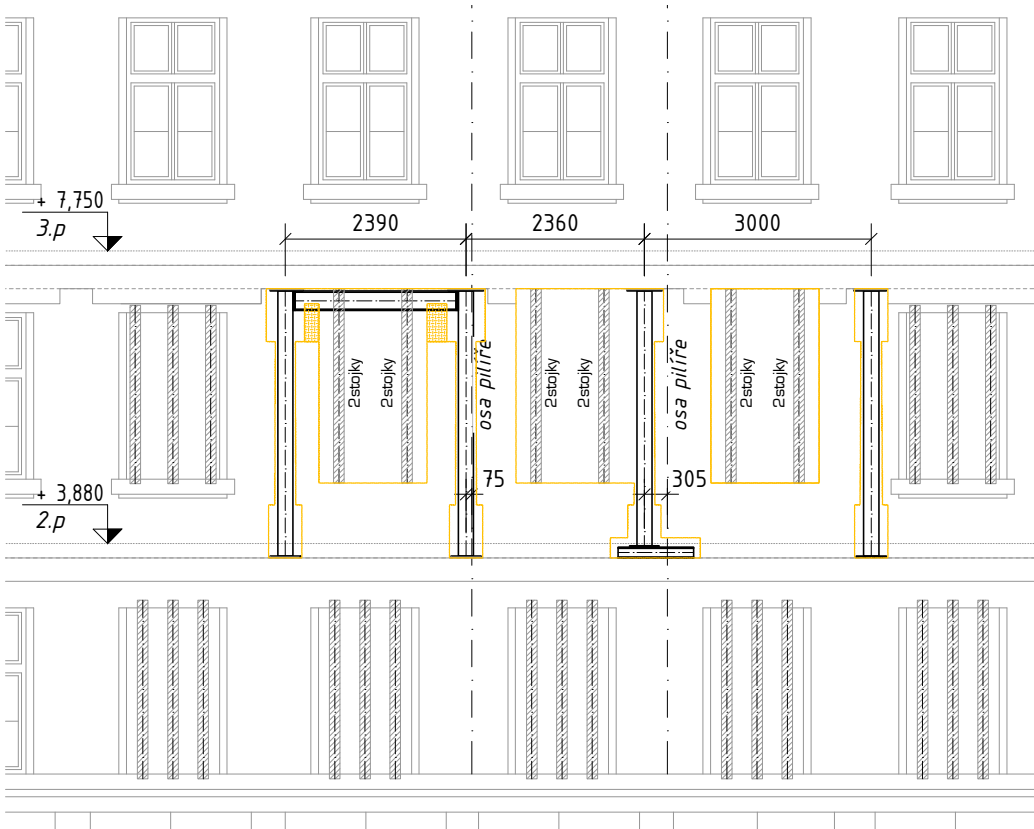 + 7,750
3.p
2390
2360
3000
2stojky
2stojky
osa pilíře
2stojky
2stojky
osa pilíře
2stojky
2stojky
75
305
+ 3,880
2.p